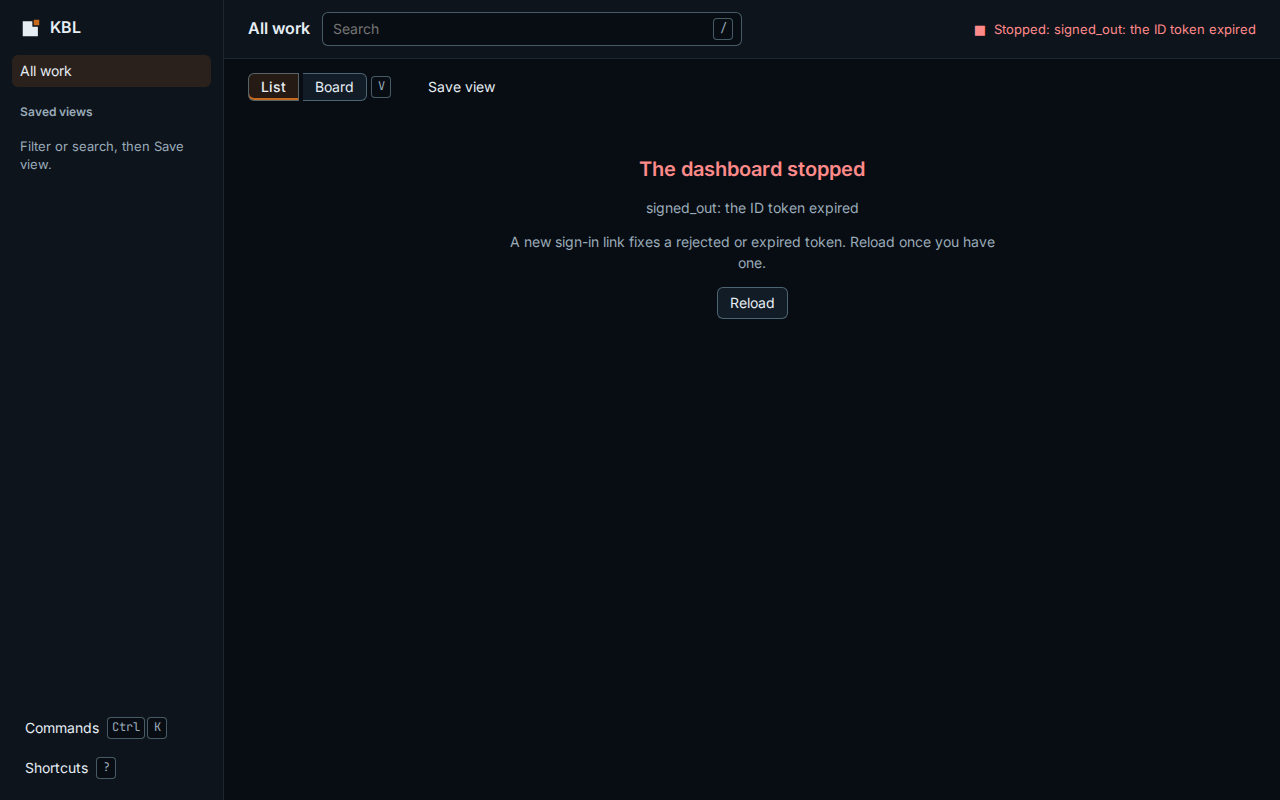 KBL
All work
Saved views
Filter or search, then Save
view.
Commands Ctrl K
Shortcuts ?
All work
Search /
Stopped: signed_out: the ID token expired
List Board V Save view
The dashboard stopped
signed_out: the ID token expired
A new sign-in link fixes a rejected or expired token. Reload once you have
one.
Reload